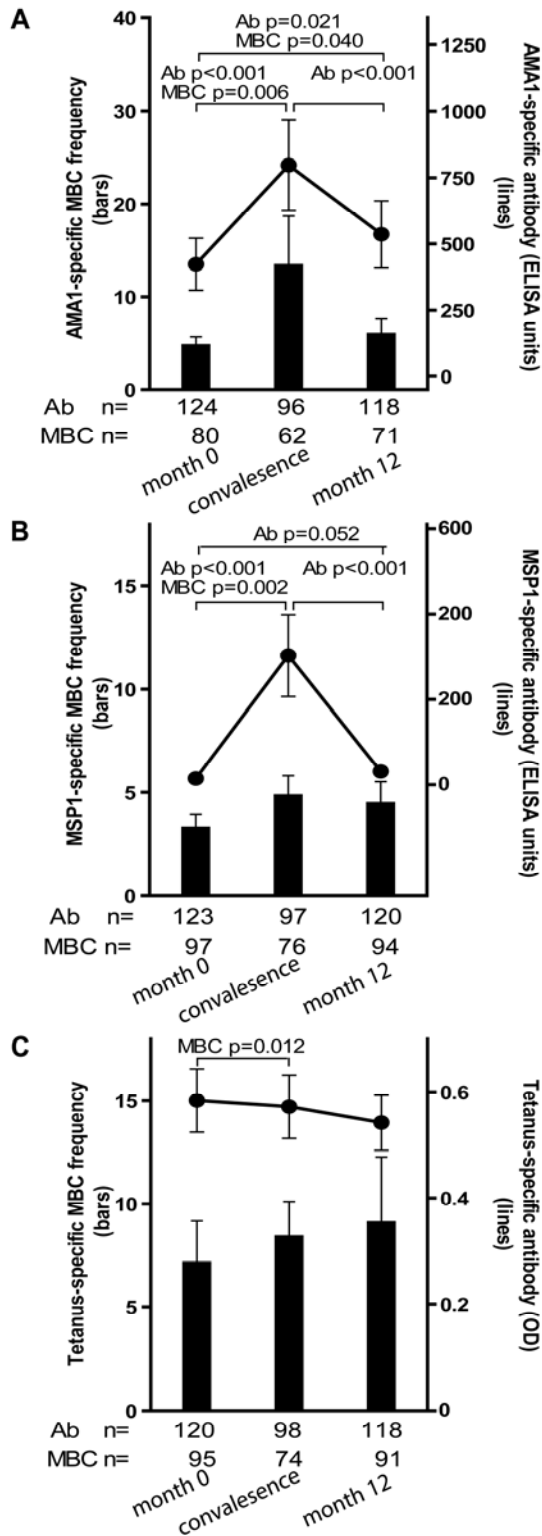 A
AMA1-specific MBC frequency
(bars)
40
30
20
10
0
Ab p=0.021
MBC p=0.040
Ab p<0.001
MBC p=0.006
Ab p<0.001
1250
1000
750
500
250
0
AMA1-specific antibody (ELISA units)
(lines)
Ab n= 124 96 118
MBC n= 80 62 71
month 0 convalesence month 12
B
MSP1-specific MBC frequency
(bars)
15
10
5
0
Ab p=0.052
Ab p<0.001
MBC p=0.002
Ab p<0.001
600
200
200
0
MSP1-specific antibody (ELISA units)
(lines)
Ab n= 123 97 120
MBC n= 97 76 94
month 0 convalesence month 12
C
Tetanus-specific MBC frequency
(bars)
15
10
5
0
MBC p=0.012
0.6
0.4
0.2
0
Tetanus-specific antibody (OD)
(lines)
Ab n= 120 98 118
MBC n= 95 74 91
month 0 convalesence month 12